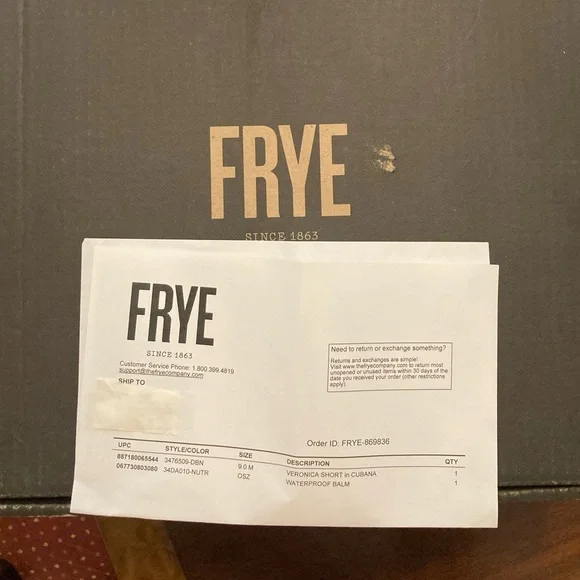 FRYE
SINCE 1863
FRYE
SINCE 1863
Customer Service Phone: 1.800.399.4819
support@thefryecompany.com
SHIP TO
Need to return or exchange something?
Returns and exchanges are simple!
Visit www.thefryecompany.com to return most
unopened or unused items within 30 days of the
date you received your order (other restrictions
apply).
Order ID: FRYE-869836
UPC STYLE/COLOR SIZE DESCRIPTION QTY
887180065544 3476509-DBN 9.0 M VERONICA SHORT in CUBANA 1
067730803080 34DA010-NUTR OSZ WATERPROOF BALM 1